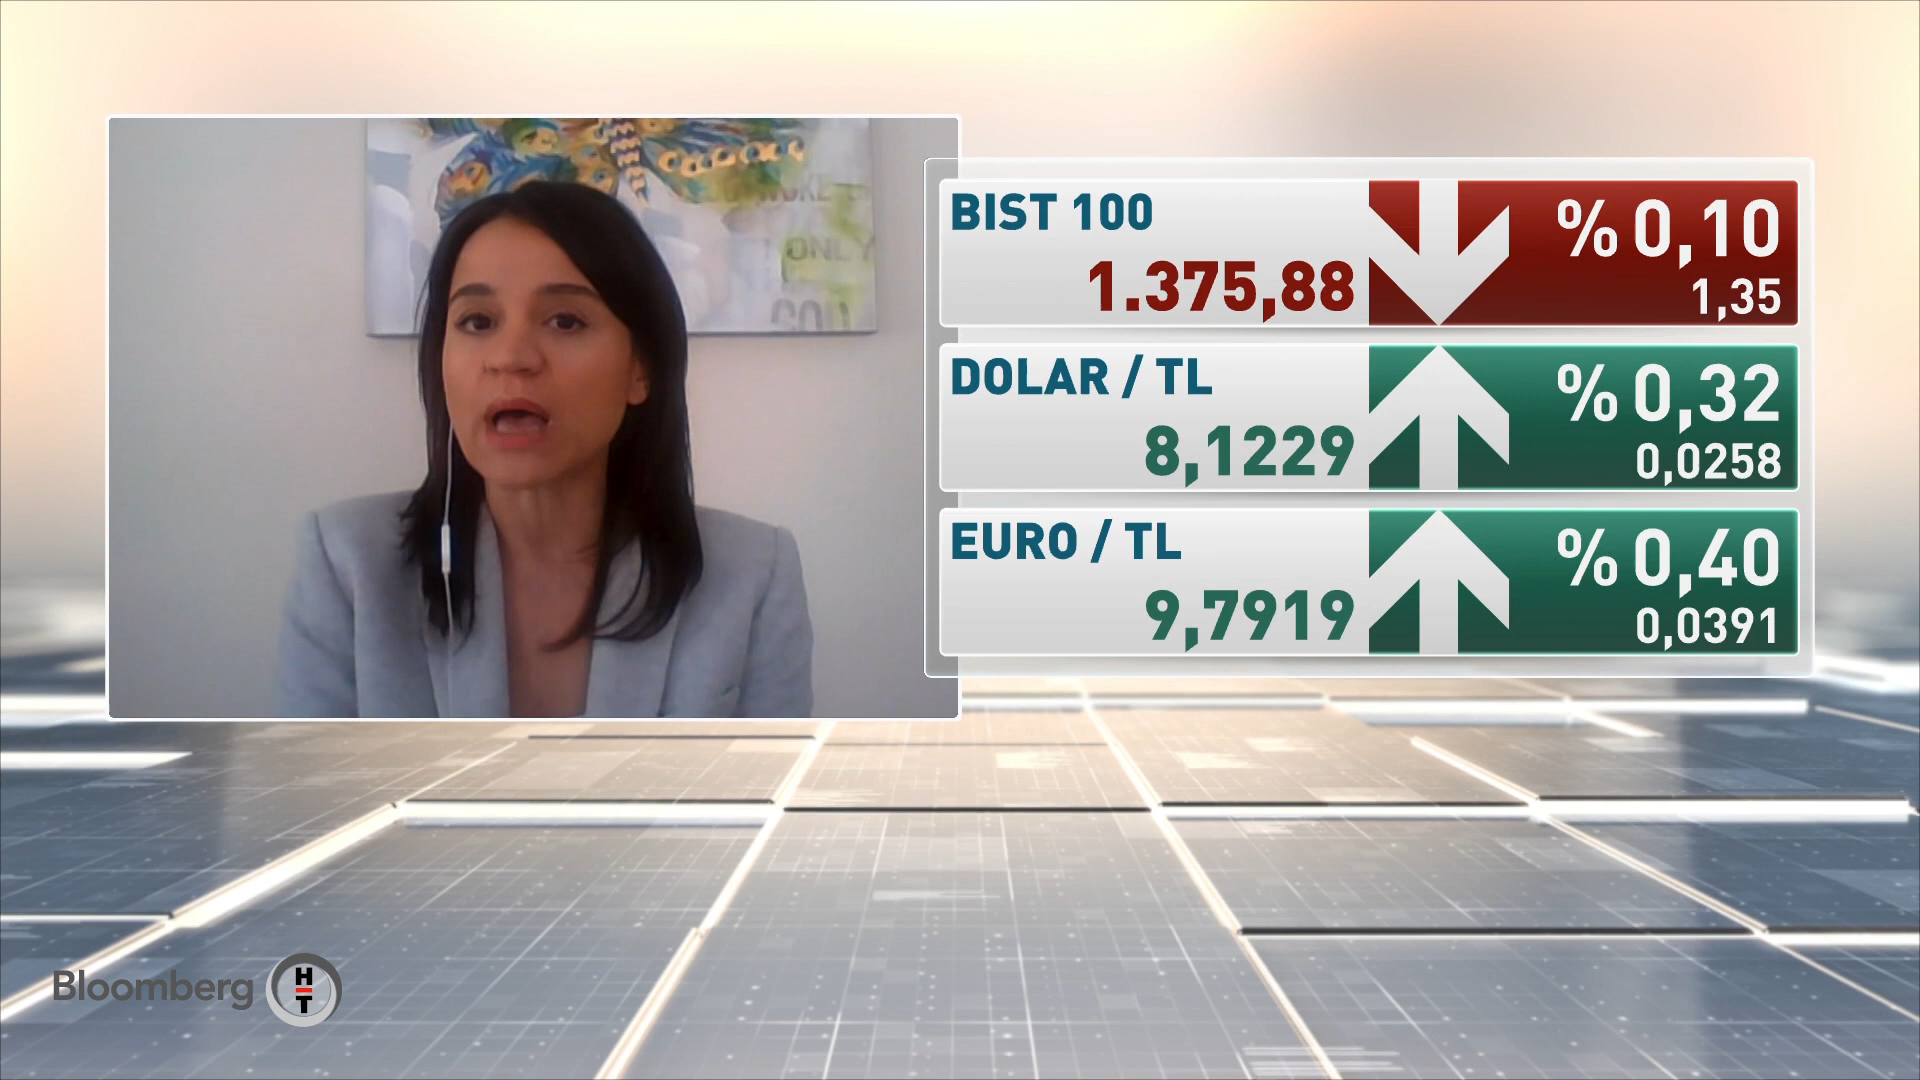 BIST 100
1.375,88
% 0,10
1,35
DOLAR / TL
8,1229
% 0,32
0,0258
EURO / TL
9,7919
% 0,40
0,0391
ONLY
Bloomberg HT